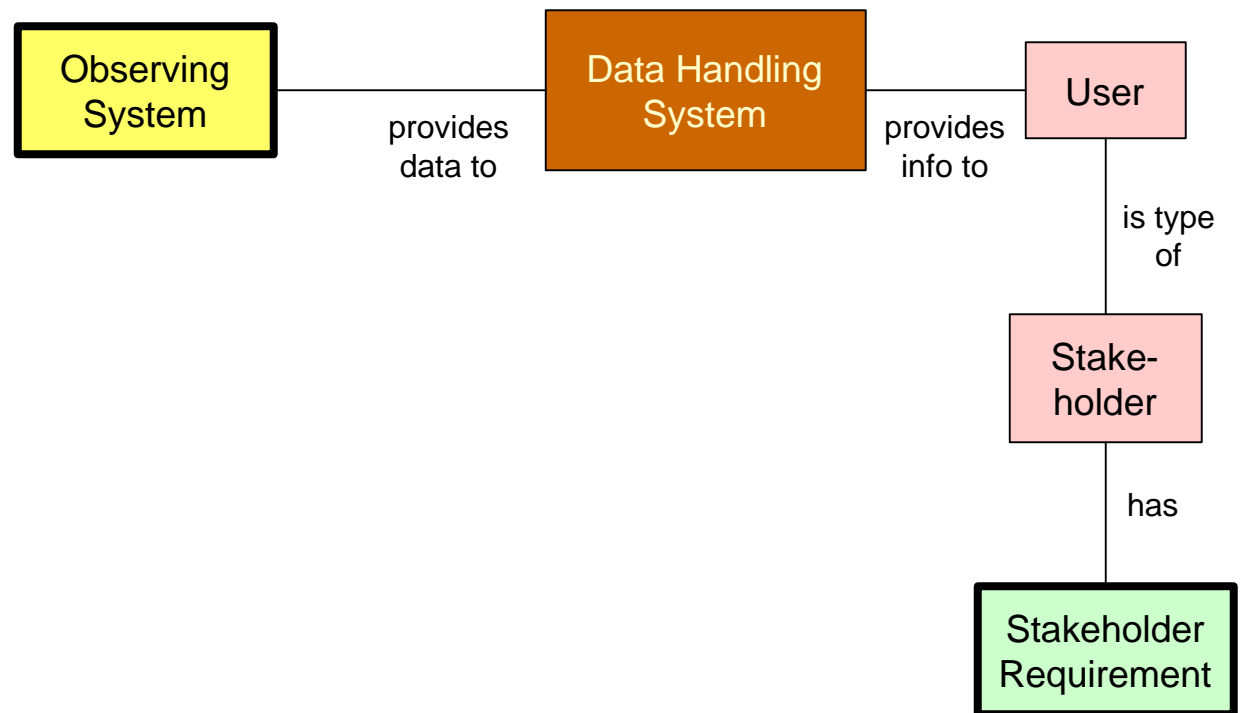 Observing
System
provides
data to
Data Handling
System
provides
info to
User
is type
of
Stake-
holder
has
Stakeholder
Requirement